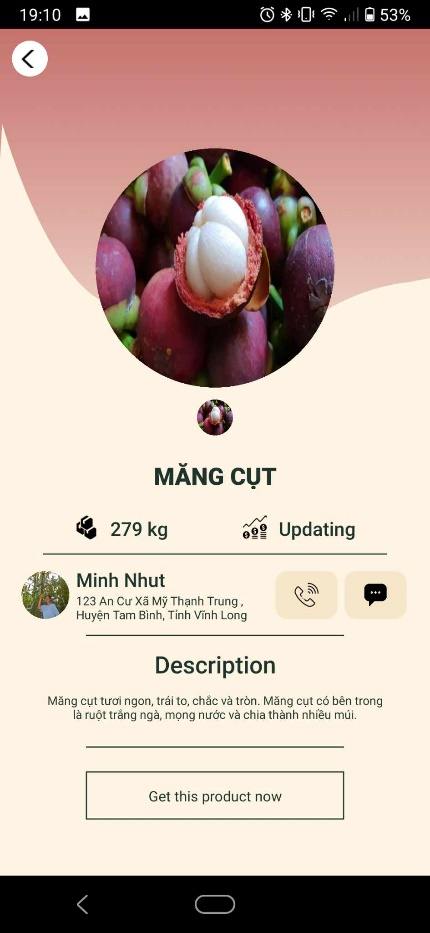 19:10
53%
MĂNG CỤT
279 kg
Updating
Minh Nhut
123 An Cư Xã Mỹ Thạnh Trung ,
Huyện Tam Bình, Tỉnh Vĩnh Long
Description
Măng cụt tươi ngon, trái to, chắc và tròn. Măng cụt có bên trong
là ruột trắng ngà, mọng nước và chia thành nhiều múi.
Get this product now